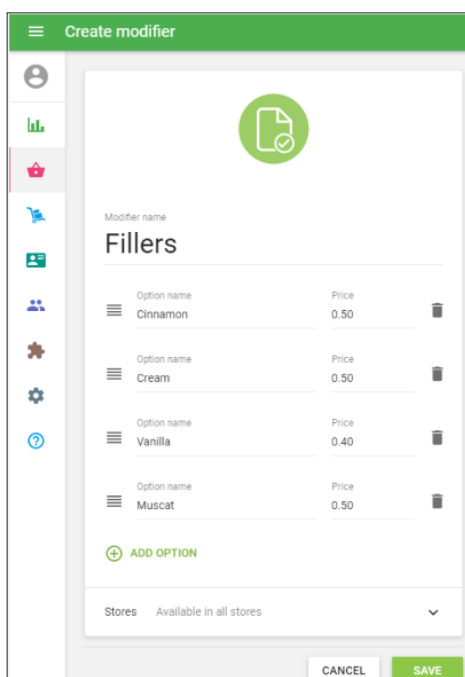 Create modifier
Modifier name
Fillers
Option name Price
Cinnamon 0.50
Option name Price
Cream 0.50
Option name Price
Vanilla 0.40
Option name Price
Muscat 0.50
ADD OPTION
Stores Available in all stores
CANCEL SAVE